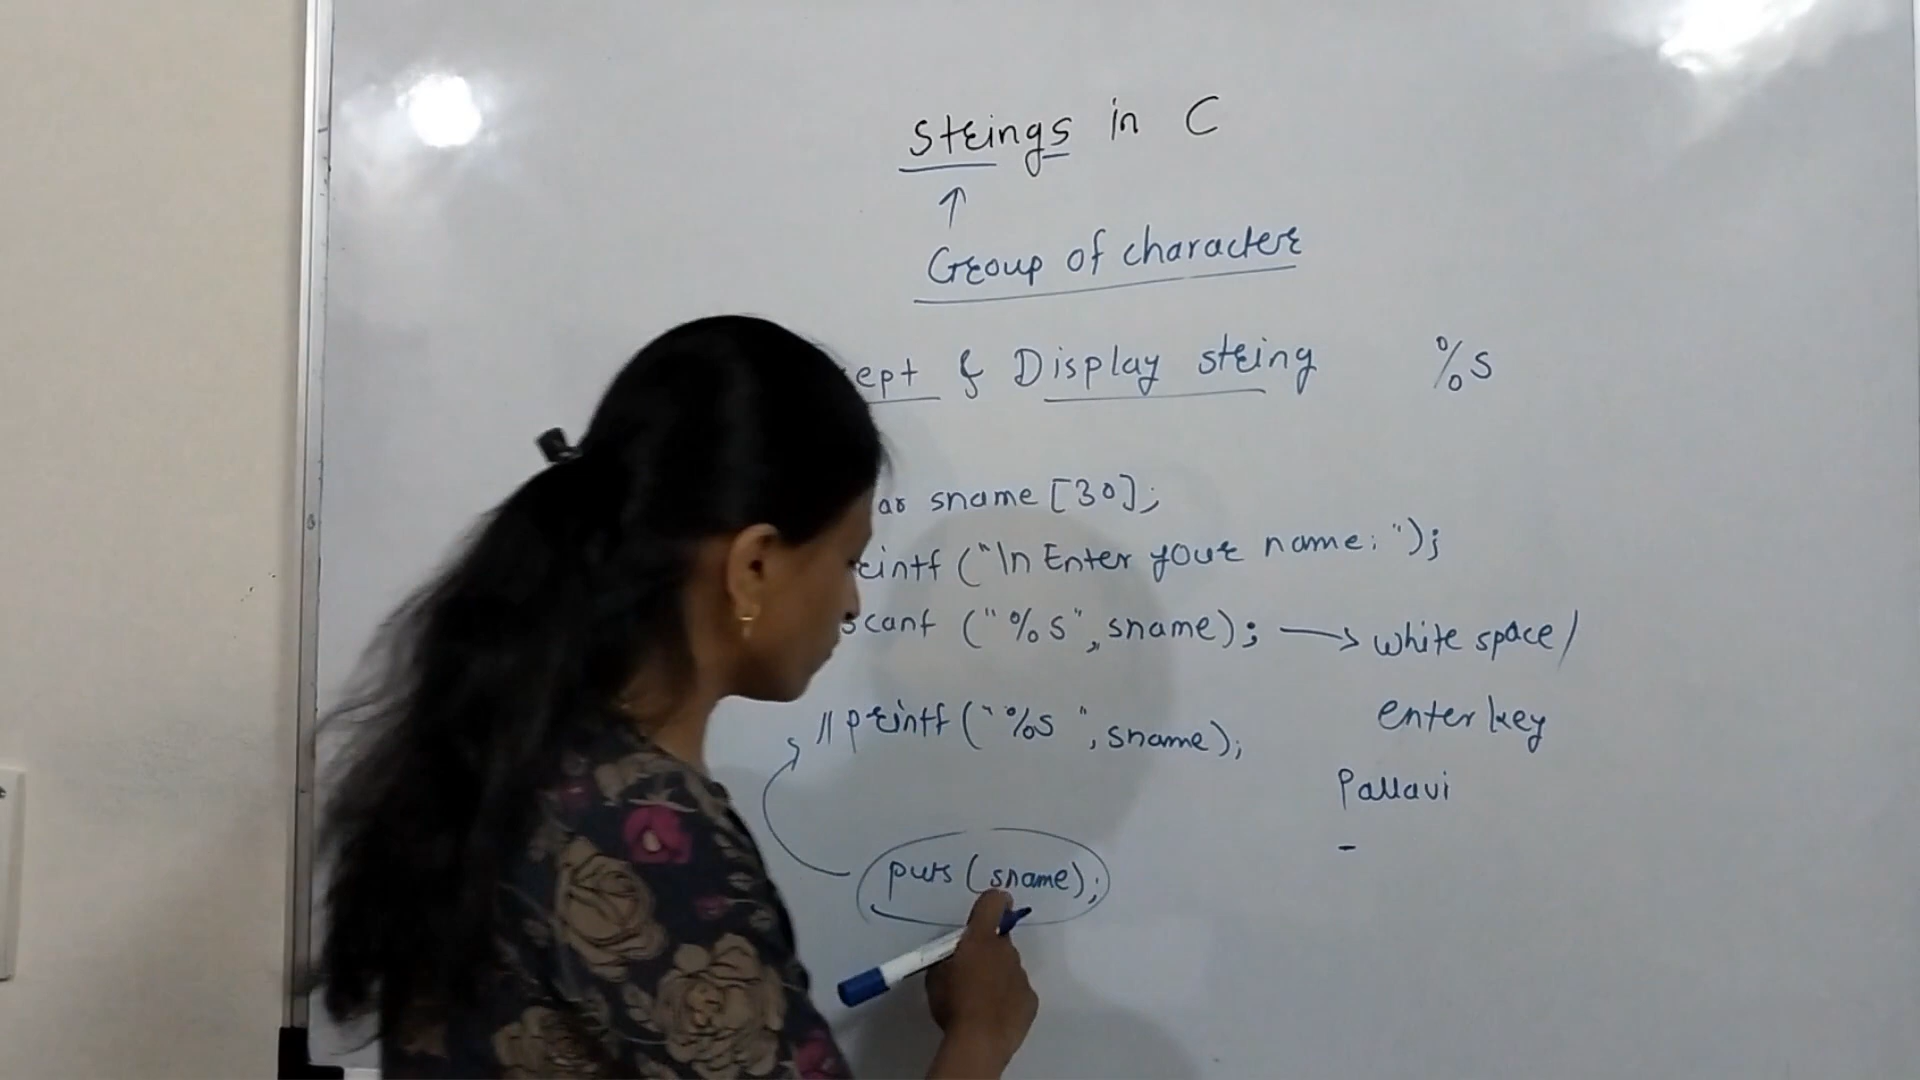 Strings in C
↑
Group of character
ept & Display string %s
ar sname [30];
rintf ("\n Enter your name: ");
scanf ("%s", sname); → white space /
enter key
// printf ("%s ", sname);
Pallavi
-
puts (sname);